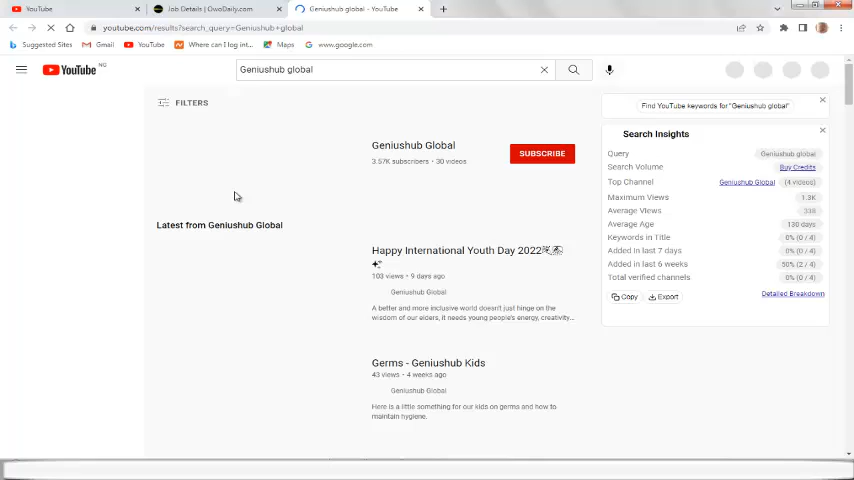 YouTube
Job Details | OwoDaily.com
Geniushub global - YouTube
youtube.com/results?search_query=Geniushub+global
Suggested Sites
Gmail
YouTube
Where can I log int...
Maps
www.google.com
YouTube NG
Geniushub global
FILTERS
Geniushub Global
3.57K subscribers • 30 videos
SUBSCRIBE
Latest from Geniushub Global
Happy International Youth Day 2022
103 views • 9 days ago
Geniushub Global
A better and more inclusive world doesn't just hinge on the
wisdom of our elders, it needs young people's energy, creativity...
Germs - Geniushub Kids
43 views • 4 weeks ago
Geniushub Global
Here is a little something for our kids on germs and how to
maintain hygiene.
Find YouTube keywords for "Geniushub global"
Search Insights
Query Geniushub global
Search Volume Buy Credits
Top Channel Geniushub Global (4 videos)
Maximum Views 1.3K
Average Views 338
Average Age 130 days
Keywords in Title 0% (0 / 4)
Added in last 7 days 0% (0 / 4)
Added in last 6 weeks 50% (2 / 4)
Total verified channels 0% (0 / 4)
Copy Export
Detailed Breakdown